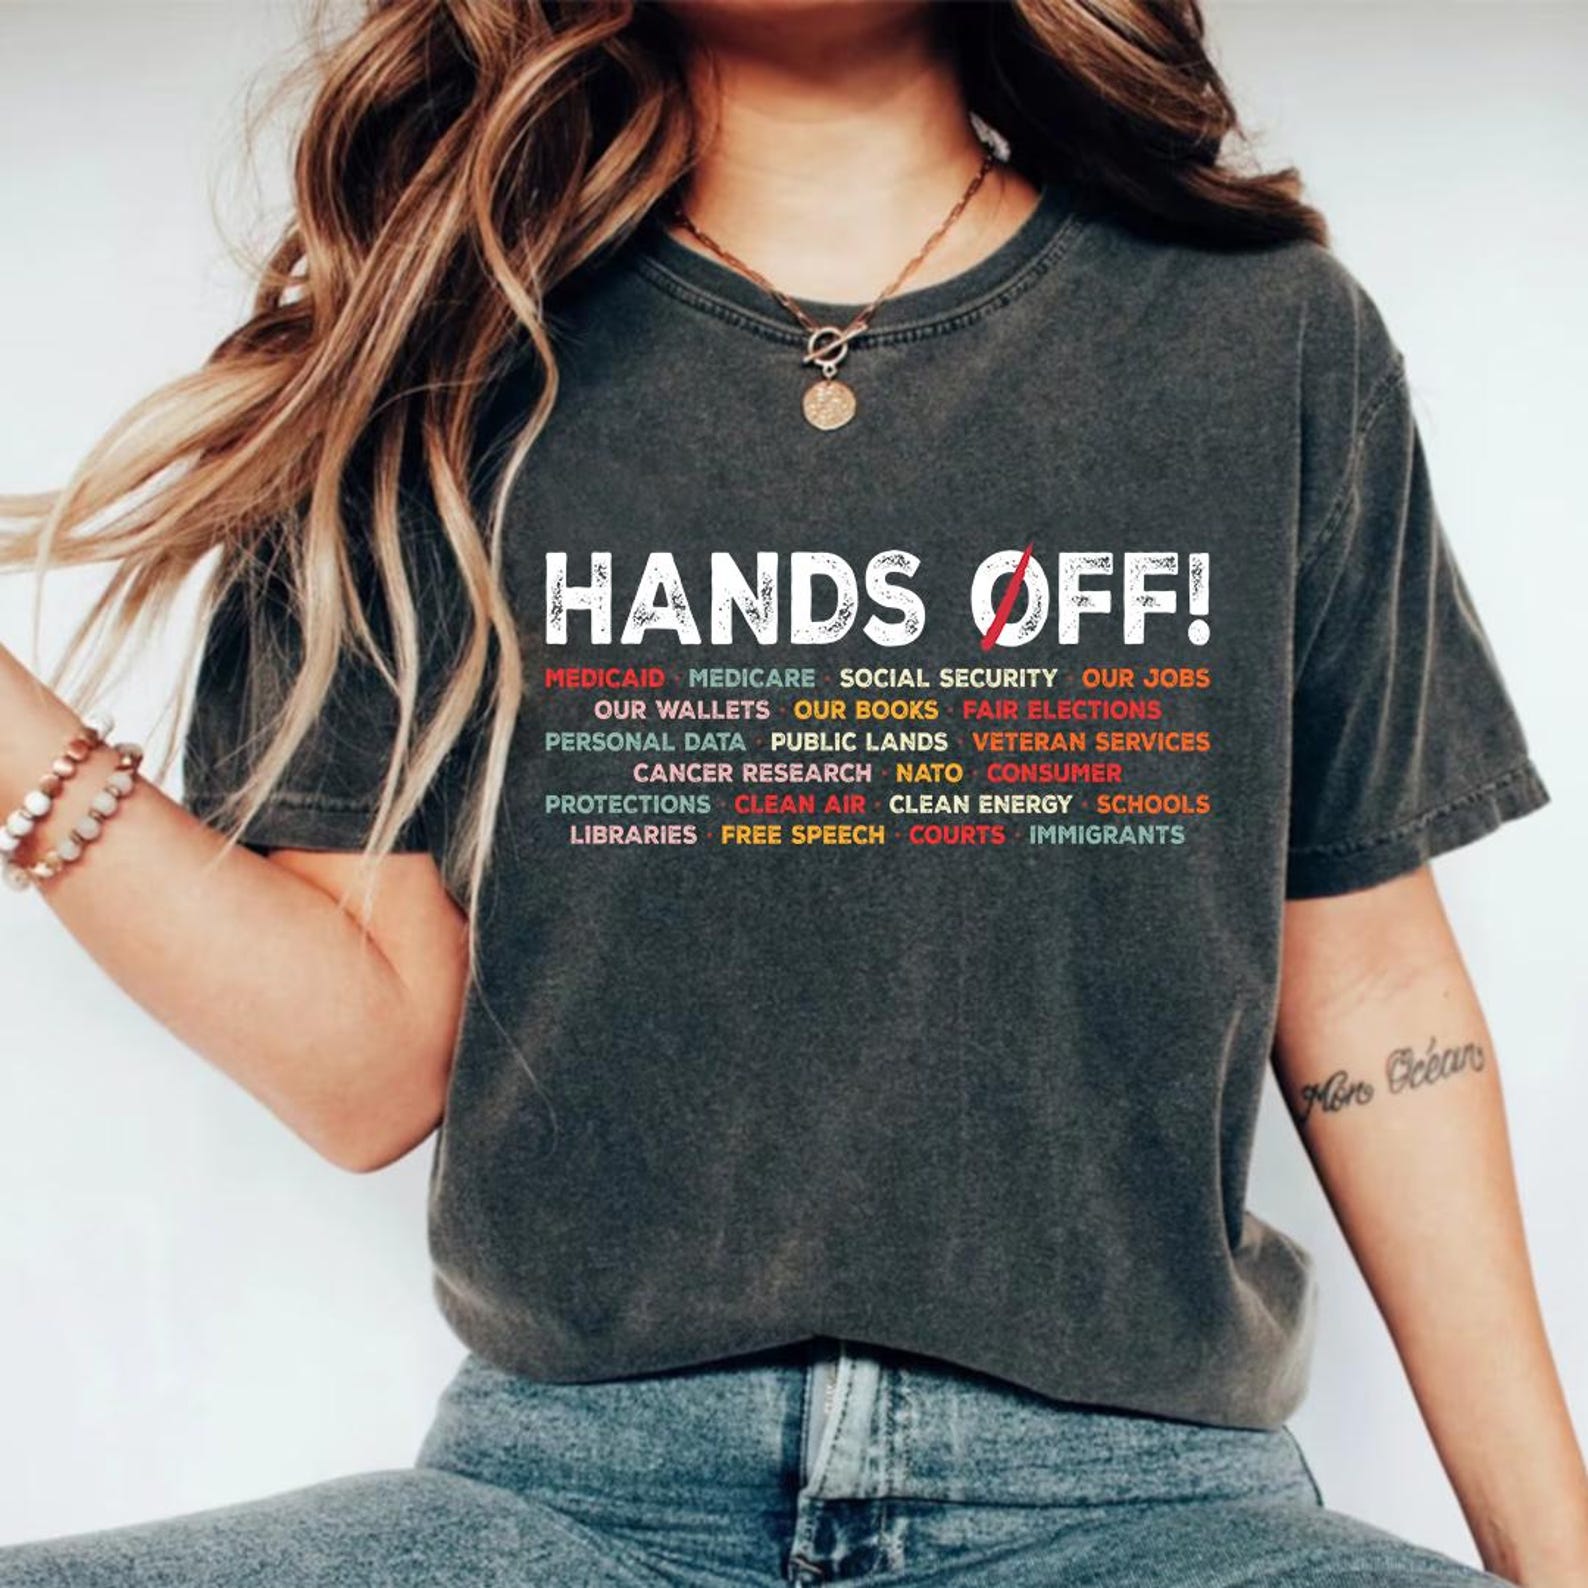 HANDS OFF!
MEDICAID · MEDICARE · SOCIAL SECURITY · OUR JOBS
OUR WALLETS · OUR BOOKS · FAIR ELECTIONS
PERSONAL DATA · PUBLIC LANDS · VETERAN SERVICES
CANCER RESEARCH · NATO · CONSUMER
PROTECTIONS · CLEAN AIR · CLEAN ENERGY · SCHOOLS
LIBRARIES · FREE SPEECH · COURTS · IMMIGRANTS
Mon Océan